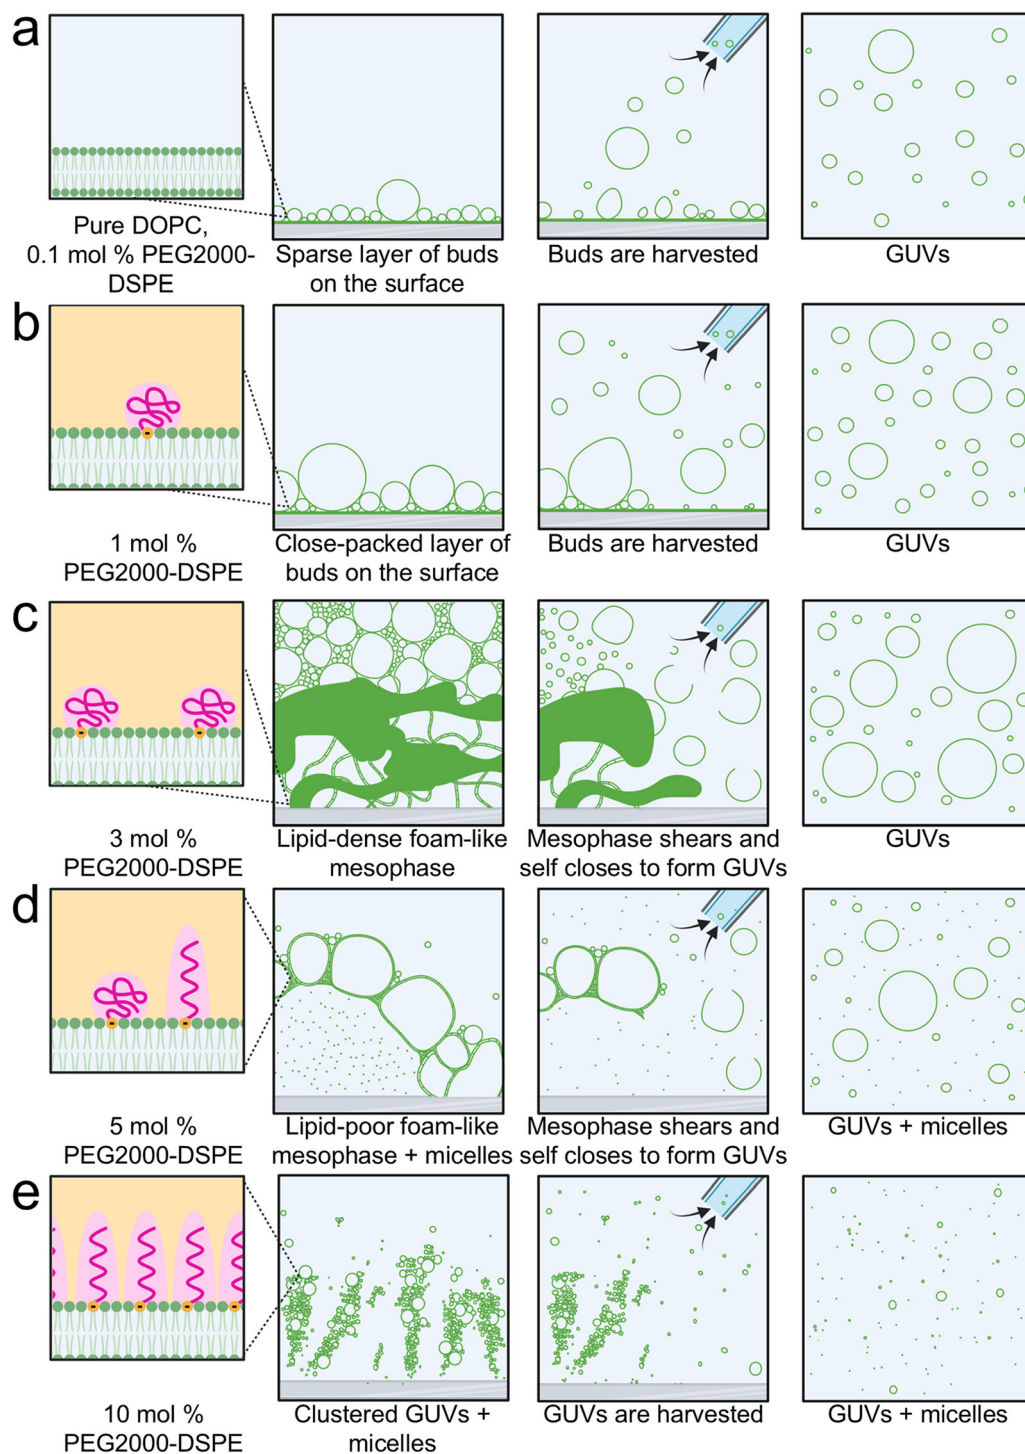 a
Pure DOPC,
0.1 mol % PEG2000-
DSPE
Sparse layer of buds
on the surface
Buds are harvested
GUVs
b
1 mol %
PEG2000-DSPE
Close-packed layer of
buds on the surface
Buds are harvested
GUVs
c
3 mol %
PEG2000-DSPE
Lipid-dense foam-like
mesophase
Mesophase shears and
self closes to form GUVs
GUVs
d
5 mol %
PEG2000-DSPE
Lipid-poor foam-like
mesophase + micelles
Mesophase shears and
self closes to form GUVs
GUVs + micelles
e
10 mol %
PEG2000-DSPE
Clustered GUVs +
micelles
GUVs are harvested
GUVs + micelles